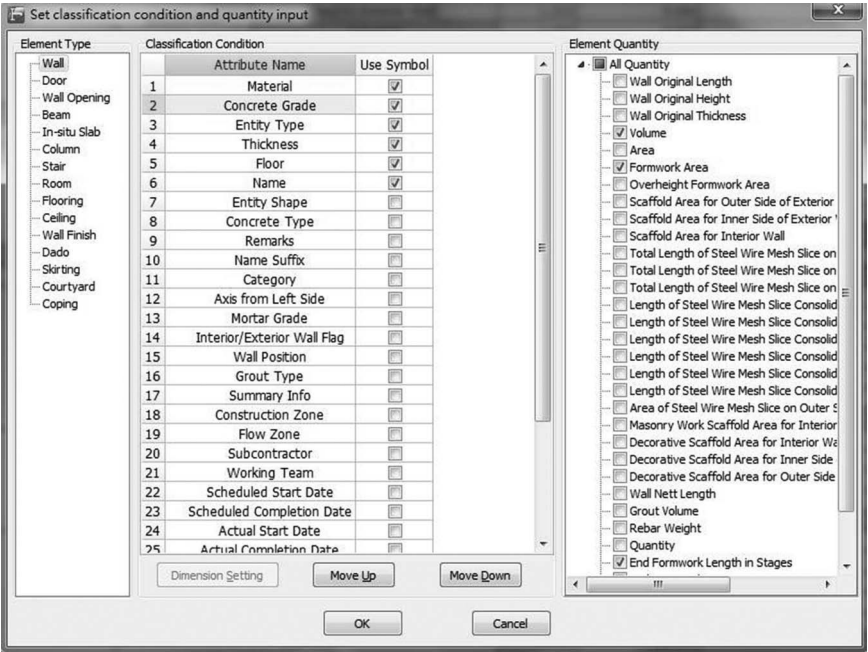 Set classification condition and quantity input
Element Type
Wall
Door
Wall Opening
Beam
In-situ Slab
Column
Stair
Room
Flooring
Ceiling
Wall Finish
Dado
Skirting
Courtyard
Coping
Classification Condition
Attribute Name Use Symbol
1 Material
2 Concrete Grade
3 Entity Type
4 Thickness
5 Floor
6 Name
7 Entity Shape
8 Concrete Type
9 Remarks
10 Name Suffix
11 Category
12 Axis from Left Side
13 Mortar Grade
14 Interior/Exterior Wall Flag
15 Wall Position
16 Grout Type
17 Summary Info
18 Construction Zone
19 Flow Zone
20 Subcontractor
21 Working Team
22 Scheduled Start Date
23 Scheduled Completion Date
24 Actual Start Date
25 Actual Completion Date
Dimension Setting Move Up Move Down
Element Quantity
All Quantity
Wall Original Length
Wall Original Height
Wall Original Thickness
Volume
Area
Formwork Area
Overheight Formwork Area
Scaffold Area for Outer Side of Exterior
Scaffold Area for Inner Side of Exterior
Scaffold Area for Interior Wall
Total Length of Steel Wire Mesh Slice on
Total Length of Steel Wire Mesh Slice on
Total Length of Steel Wire Mesh Slice on
Length of Steel Wire Mesh Slice Consolid
Length of Steel Wire Mesh Slice Consolid
Length of Steel Wire Mesh Slice Consolid
Length of Steel Wire Mesh Slice Consolid
Length of Steel Wire Mesh Slice Consolid
Length of Steel Wire Mesh Slice Consolid
Area of Steel Wire Mesh Slice on Outer S
Masonry Work Scaffold Area for Interior
Decorative Scaffold Area for Interior Wa
Decorative Scaffold Area for Inner Side
Decorative Scaffold Area for Outer Side
Wall Nett Length
Grout Volume
Rebar Weight
Quantity
End Formwork Length in Stages
OK Cancel